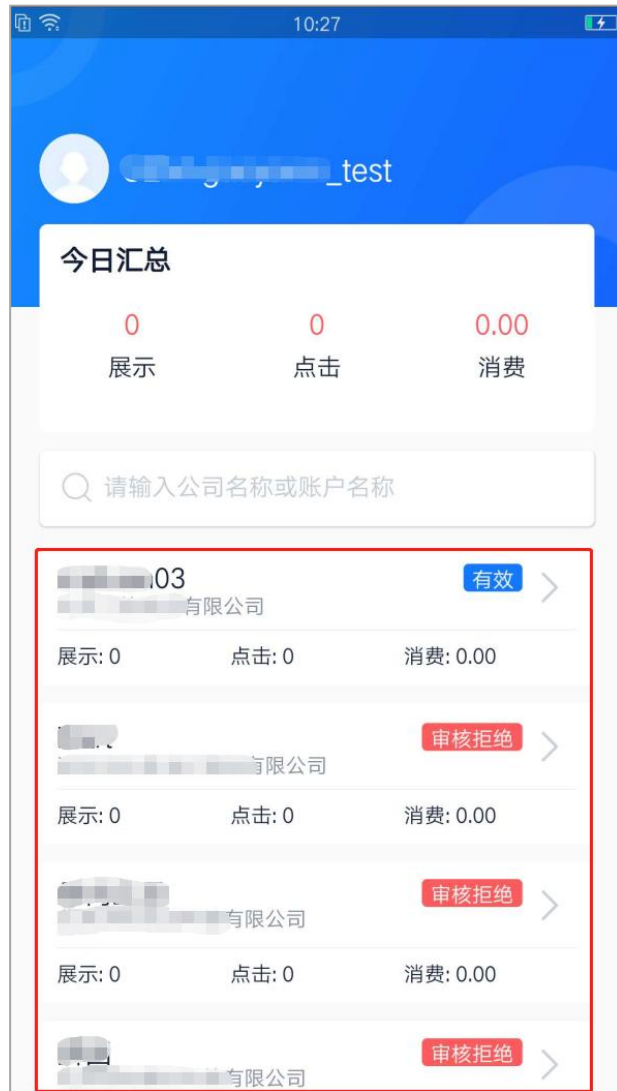 10:27
_test
今日汇总
0 0 0.00
展示 点击 消费
请输入公司名称或账户名称
03 有效
有限公司
展示: 0 点击: 0 消费: 0.00
审核拒绝
有限公司
展示: 0 点击: 0 消费: 0.00
审核拒绝
有限公司
展示: 0 点击: 0 消费: 0.00
审核拒绝
有限公司